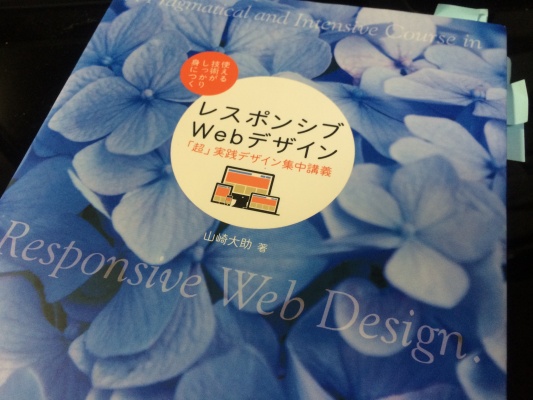 Pragmatical and Intensive Course in
使える
技術が
しっかり
身につく
レスポンシブ
Webデザイン
「超」実践デザイン集中講義
山崎大助 著
Responsive Web Design.